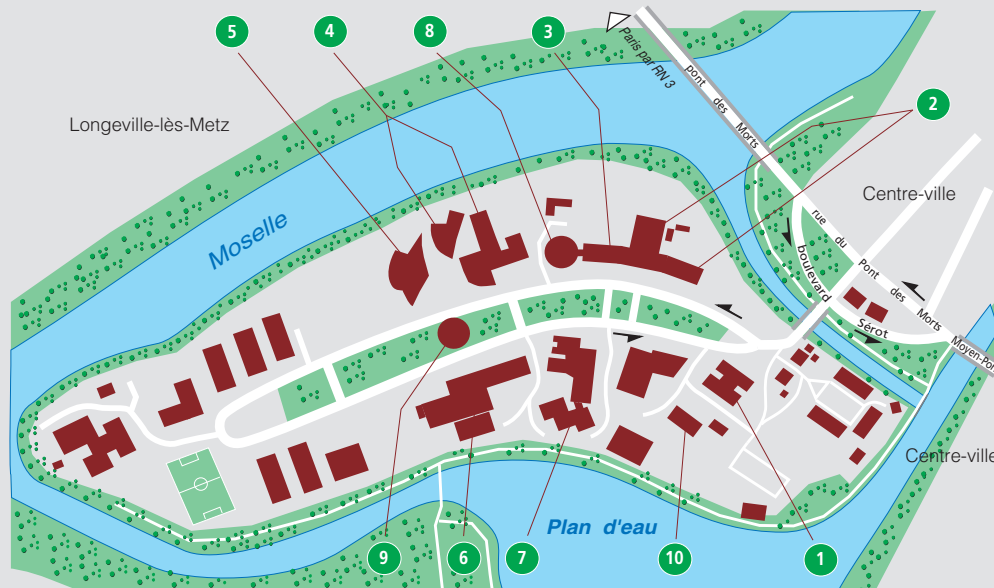 5
4
8
3
Paris par RN 3
pont des Morts
2
Longeville-lès-Metz
Centre-ville
Moselle
rue du Pont des Morts
boulevard Sérot
Moyen-Pont
Centre-ville
Plan d'eau
9
6
7
10
1